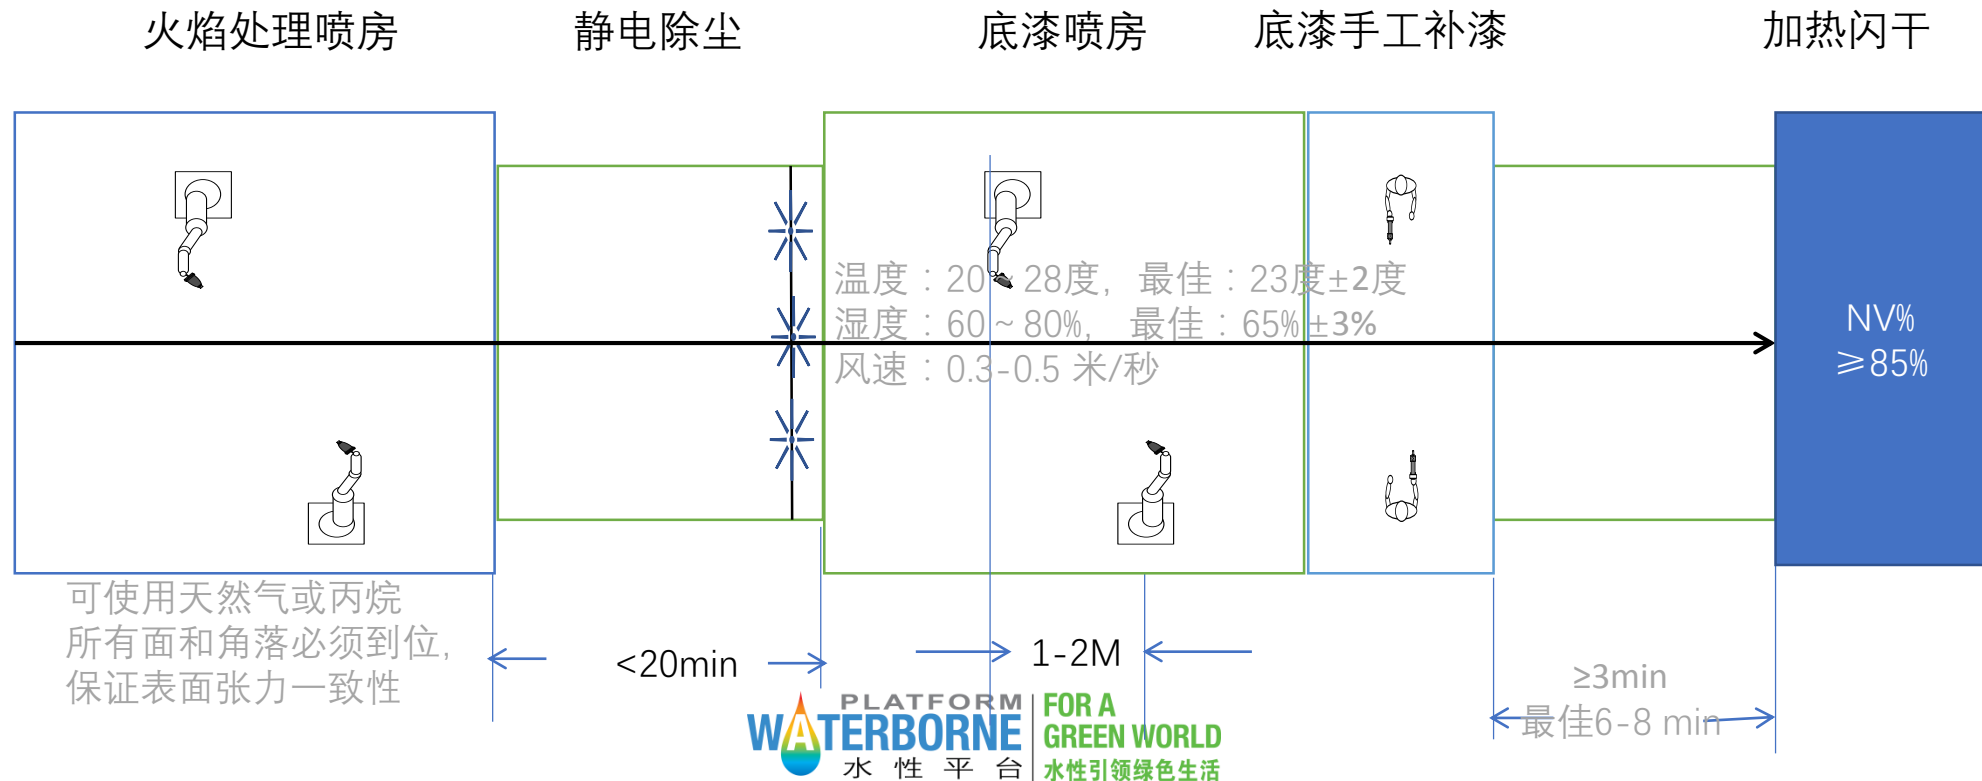 火焰处理喷房
静电除尘
底漆喷房
底漆手工补漆
加热闪干
温度：20 ~ 28度, 最佳：23度±2度
湿度：60 ~ 80%, 最佳：65% ±3%
风速：0.3-0.5 米/秒
NV%
≥85%
可使用天然气或丙烷
所有面和角落必须到位,
保证表面张力一致性
<20min
1-2M
≥3min
最佳6-8 min
PLATFORM
WATERBORNE
水性平台
FOR A
GREEN WORLD
水性引领绿色生活